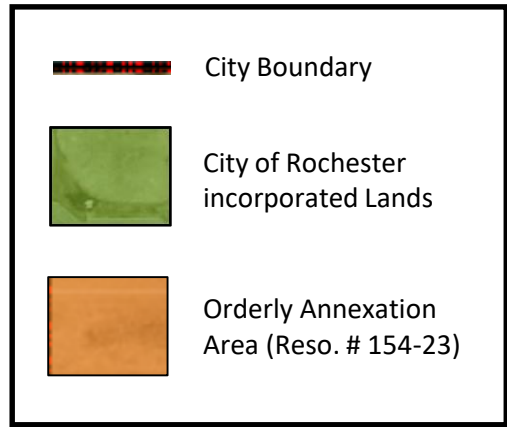 City Boundary
City of Rochester
incorporated Lands
Orderly Annexation
Area (Reso. # 154-23)